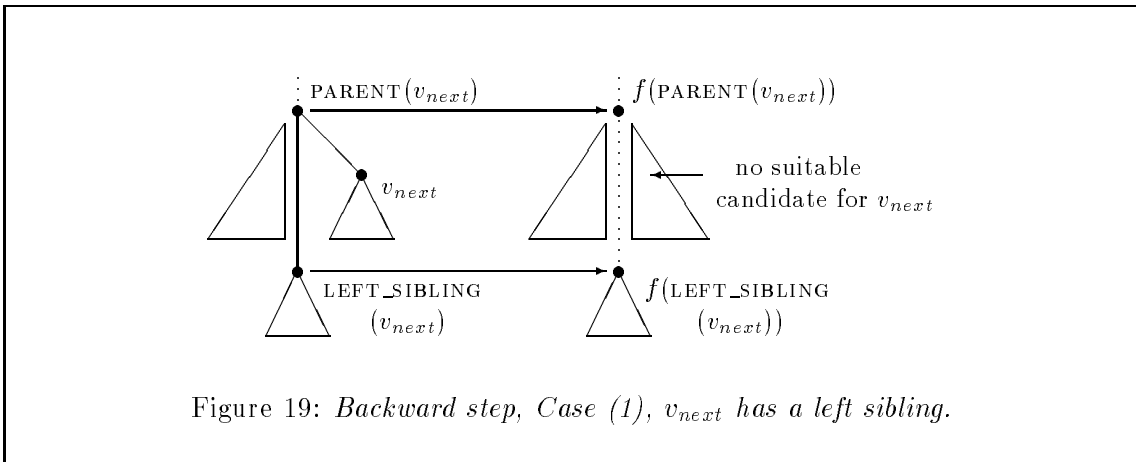 PARENT(v_next)
f(PARENT(v_next))
v_next
no suitable
candidate for v_next
LEFT_SIBLING
(v_next)
f(LEFT_SIBLING
(v_next))
Figure 19: Backward step, Case (1), v_next has a left sibling.